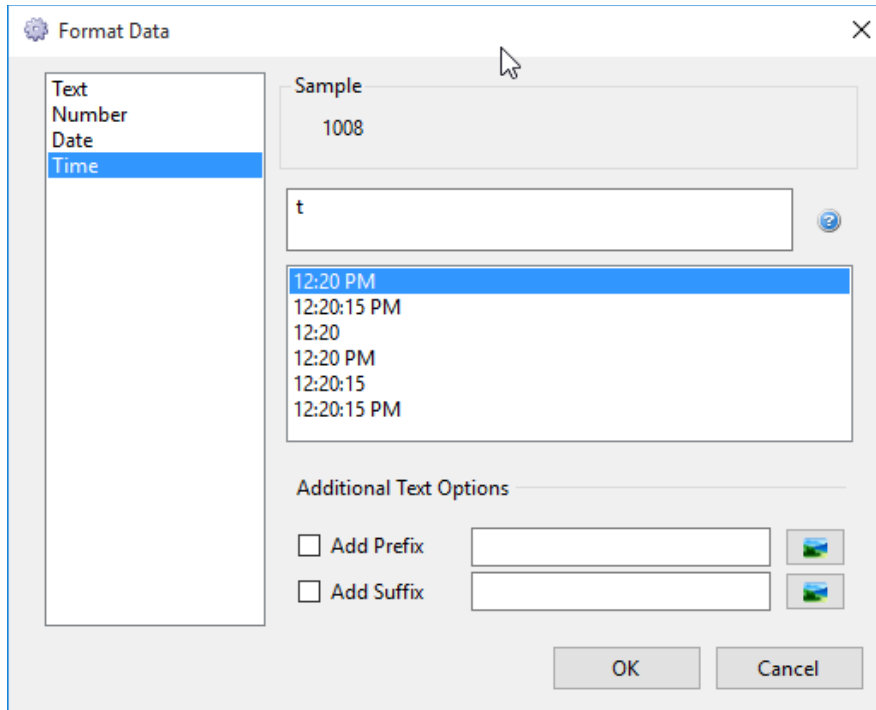 Format Data
Text
Number
Date
Time
Sample
1008
t
12:20 PM
12:20:15 PM
12:20
12:20 PM
12:20:15
12:20:15 PM
Additional Text Options
Add Prefix
Add Suffix
OK
Cancel